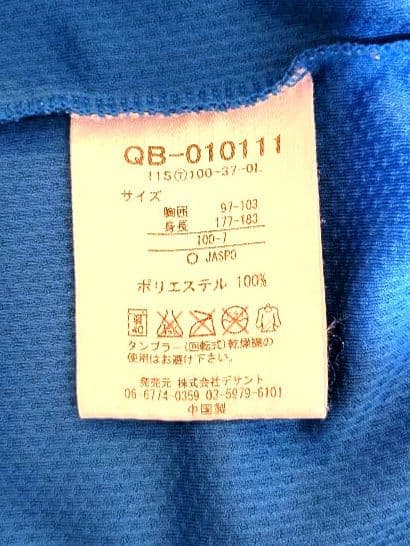 QB-010111
11S⑦100-37-0L
サイズ
胸囲 97-103
身長 177-183
100-7
○ JASPO
ポリエステル 100%
40
タンブラー(回転式)乾燥機の
使用はお避け下さい。
発売元 株式会社デサント
06-6774-0359 03-5979-6101
中国製